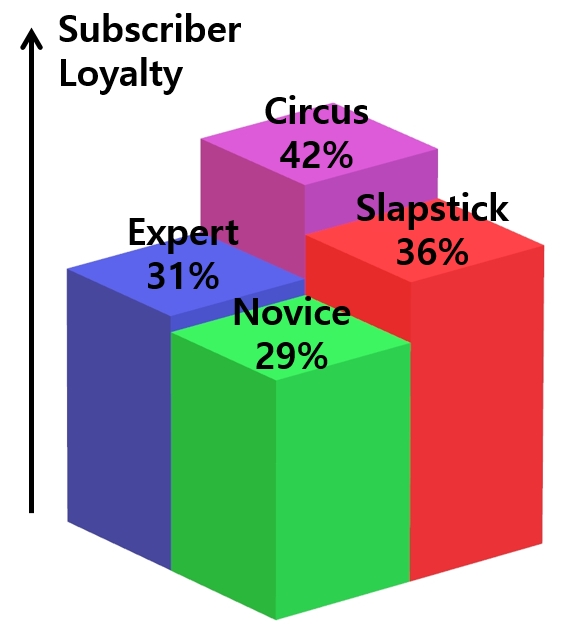 Subscriber
Loyalty
Circus
42%
Slapstick
36%
Expert
31%
Novice
29%